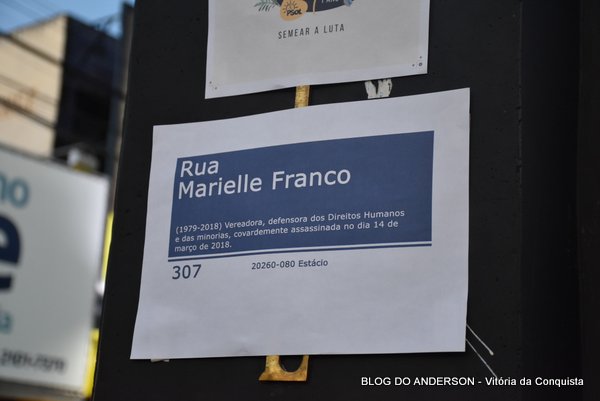 PSOL
SEMEAR A LUTA
Rua
Marielle Franco
(1979-2018) Vereadora, defensora dos Direitos Humanos
e das minorias, covardemente assassinada no dia 14 de
março de 2018.
307 20260-080 Estácio
BLOG DO ANDERSON - Vitória da Conquista